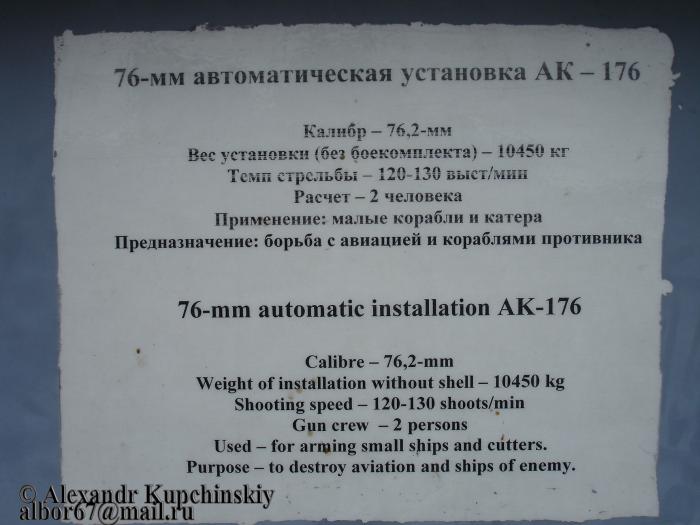 76-мм автоматическая установка АК – 176
Калибр – 76,2-мм
Вес установки (без боекомплекта) – 10450 кг
Темп стрельбы – 120-130 выст/мин
Расчет – 2 человека
Применение: малые корабли и катера
Предназначение: борьба с авиацией и кораблями противника
76-mm automatic installation AK-176
Calibre – 76,2-mm
Weight of installation without shell – 10450 kg
Shooting speed – 120-130 shoots/min
Gun crew – 2 persons
Used – for arming small ships and cutters.
Purpose – to destroy aviation and ships of enemy.
© Alexandr Kupchinskiy
albor67@mail.ru